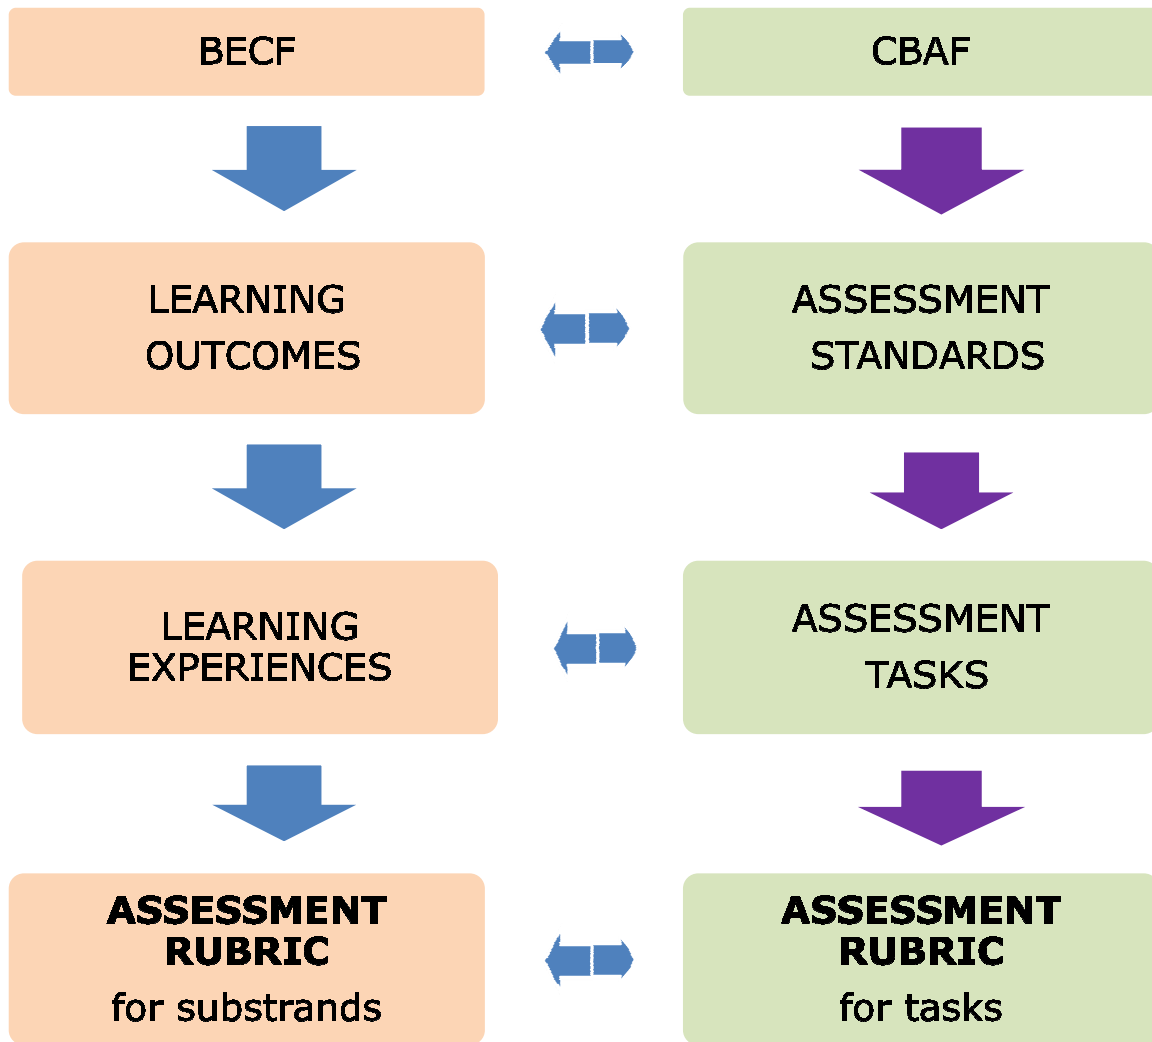 BECF
CBAF
LEARNING
OUTCOMES
ASSESSMENT
STANDARDS
LEARNING
EXPERIENCES
ASSESSMENT
TASKS
ASSESSMENT
RUBRIC
for substrands
ASSESSMENT
RUBRIC
for tasks